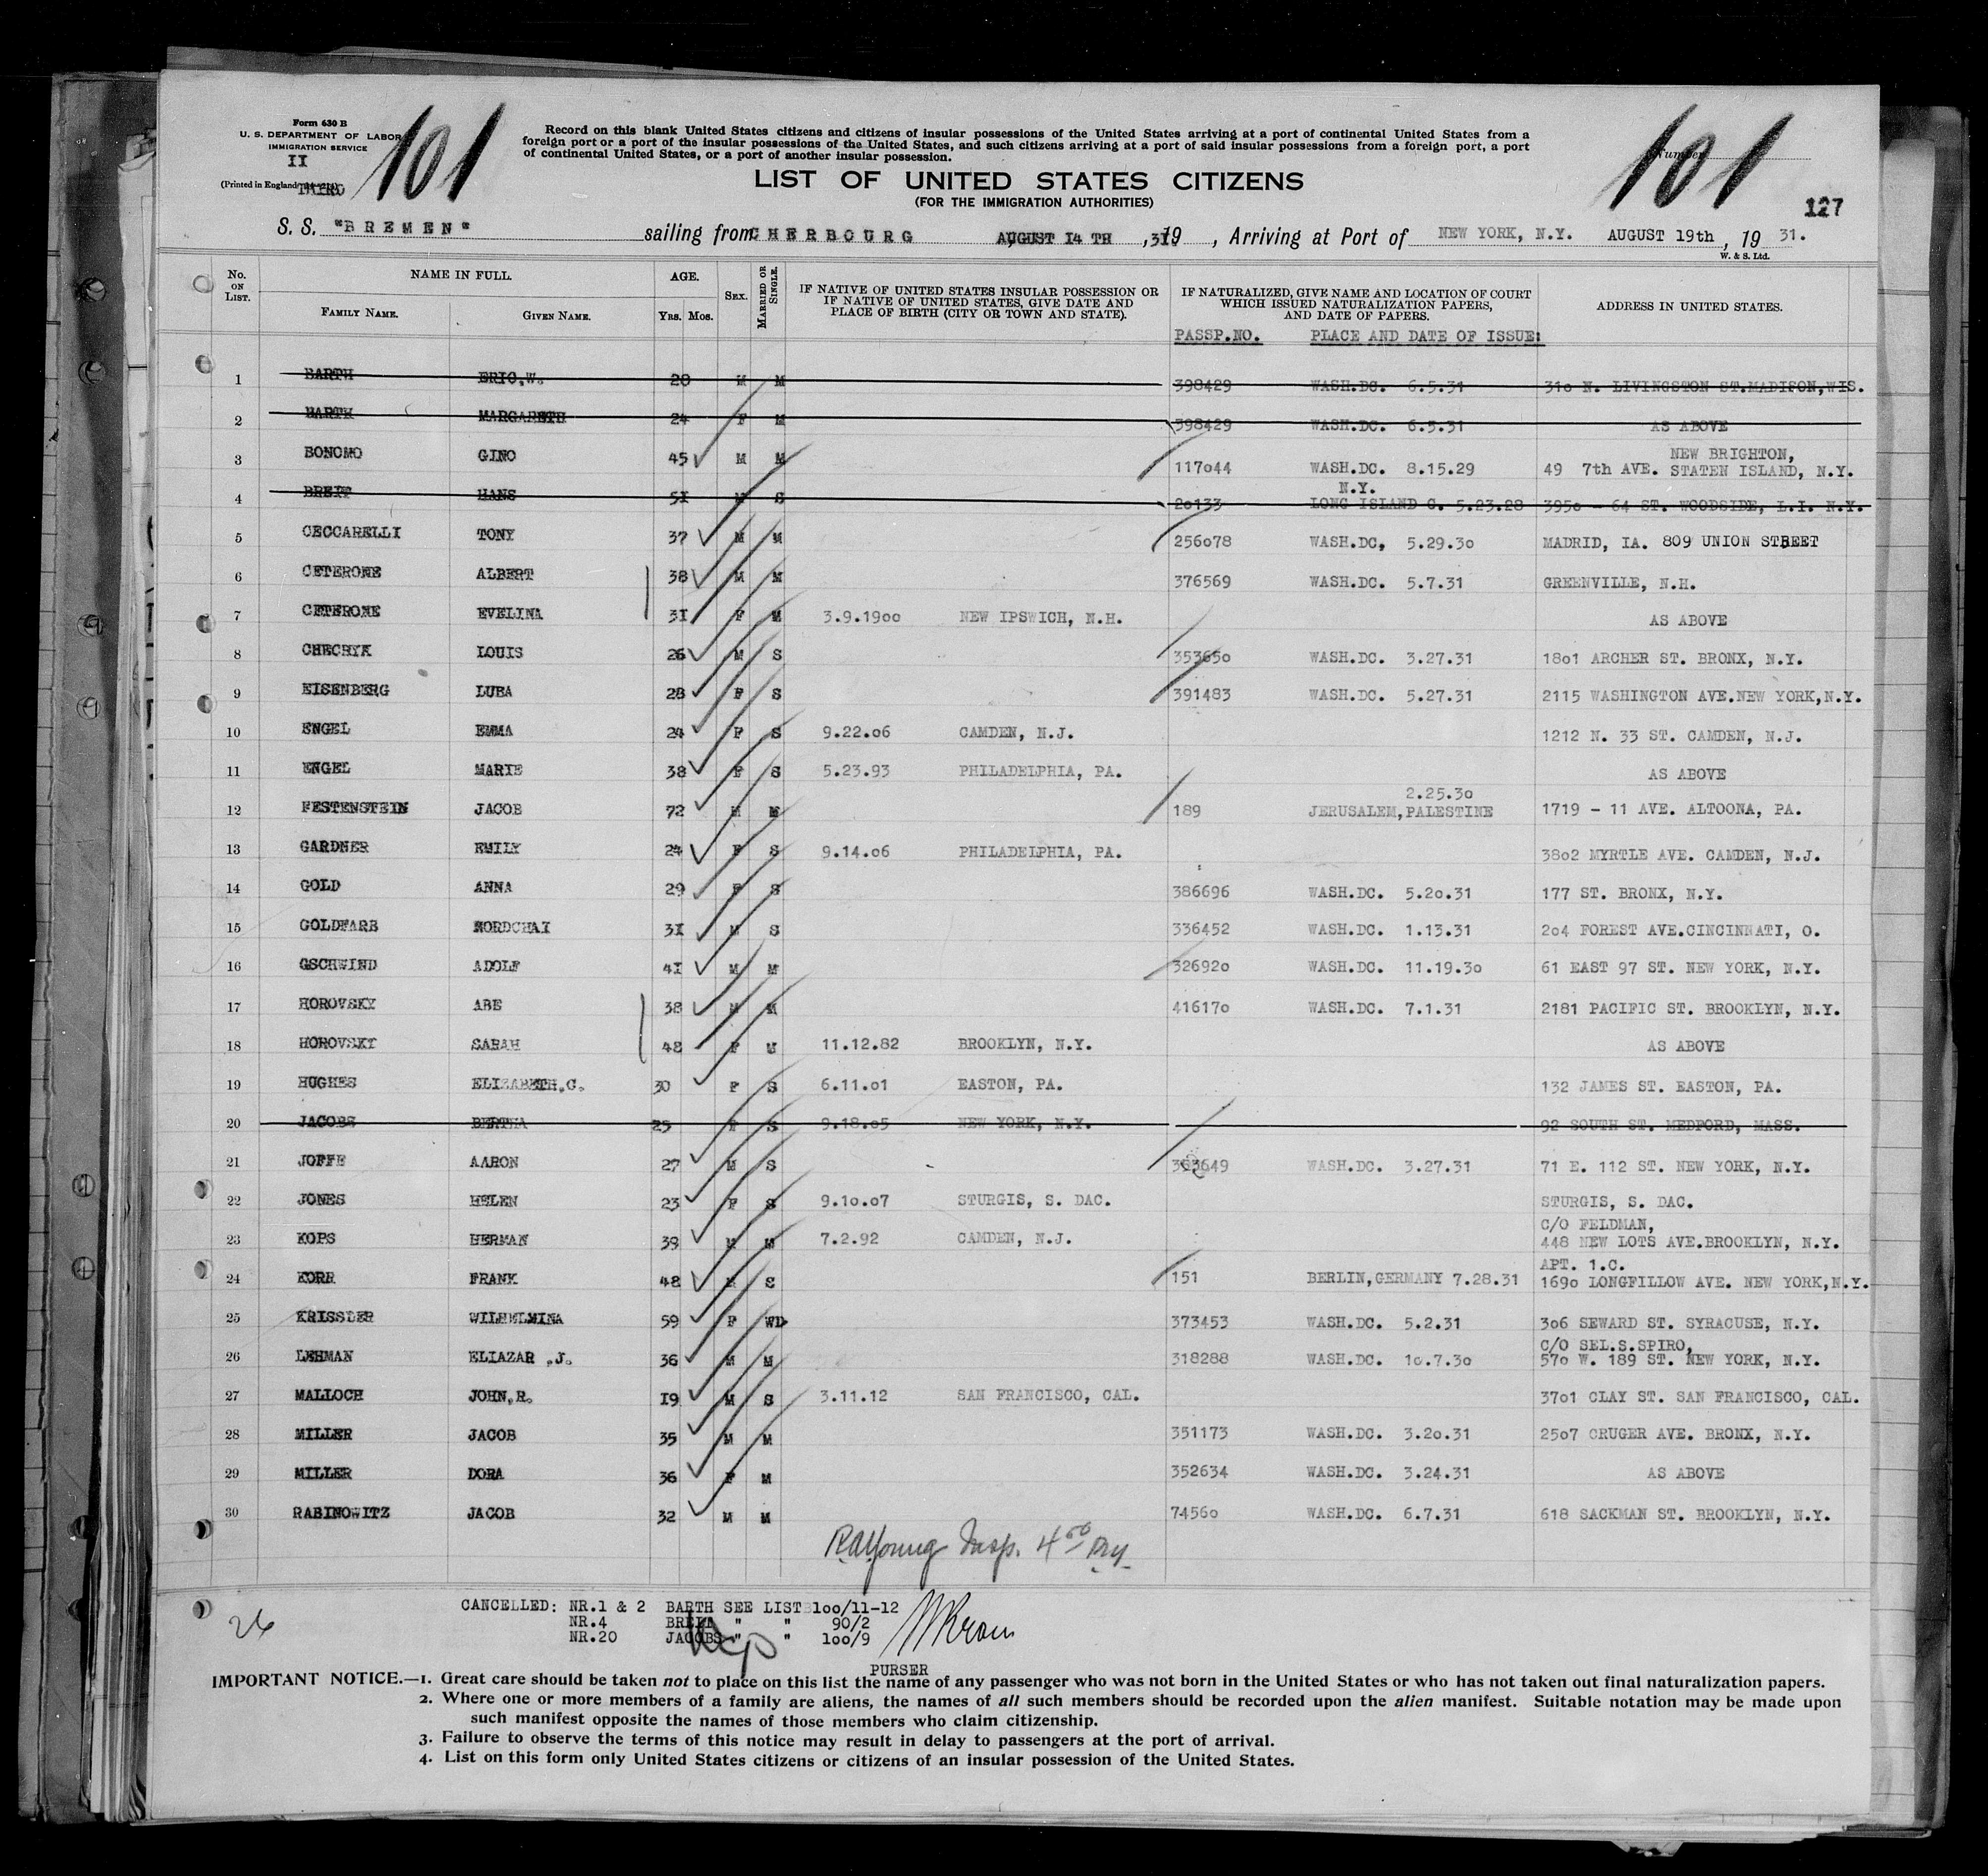 Form 630 B
U. S. DEPARTMENT OF LABOR
IMMIGRATION SERVICE
II
(Printed in England
101
Record on this blank United States citizens and citizens of insular possessions of the United States arriving at a port of continental United States from a
foreign port or a port of the insular possessions of the United States, and such citizens arriving at a port of said insular possessions from a foreign port, a port
of continental United States, or a port of another insular possession.
LIST OF UNITED STATES CITIZENS
(FOR THE IMMIGRATION AUTHORITIES)
Number
101
127
S. S. "BREMEN" sailing from CHERBOURG AUGUST 14 TH, 31 19 , Arriving at Port of NEW YORK, N.Y. AUGUST 19th, 19 31.
W. & S. Ltd.
No. ON LIST. NAME IN FULL. AGE. SEX. MARRIED OR SINGLE. IF NATIVE OF UNITED STATES INSULAR POSSESSION OR IF NATIVE OF UNITED STATES, GIVE DATE AND PLACE OF BIRTH (CITY OR TOWN AND STATE). IF NATURALIZED, GIVE NAME AND LOCATION OF COURT WHICH ISSUED NATURALIZATION PAPERS, AND DATE OF PAPERS. ADDRESS IN UNITED STATES.
FAMILY NAME. GIVEN NAME. Yrs. Mos.
PASSP.NO. PLACE AND DATE OF ISSUE:
1 BARTH ERIC.W. 28 M M 398429 WASH.DC. 6.5.31 310 N. LIVINGSTON ST.MADISON,WIS.
2 BARTH MARGARETH 24 F M 398429 WASH.DC. 6.5.31 AS ABOVE
3 BONOMO GINO 45 M M 117044 WASH.DC. 8.15.29 49 7th AVE. NEW BRIGHTON, STATEN ISLAND, N.Y.
4 BREIT HANS 51 M S 20133 N.Y. LONG ISLAND C. 5.23.28 3950 - 64 ST. WOODSIDE, L.I. N.Y.
5 CECCARELLI TONY 37 M M 256078 WASH.DC, 5.29.30 MADRID, IA. 809 UNION STREET
6 CETERONE ALBERT 38 M M 376569 WASH.DC. 5.7.31 GREENVILLE, N.H.
7 CETERONE EVELINA 31 F M 3.9.1900 NEW IPSWICH, N.H. AS ABOVE
8 CHECHYK LOUIS 26 M S 353650 WASH.DC. 3.27.31 1801 ARCHER ST. BRONX, N.Y.
9 EISENBERG LUBA 28 F S 391483 WASH.DC. 5.27.31 2115 WASHINGTON AVE.NEW YORK,N.Y.
10 ENGEL EMMA 24 F S 9.22.06 CAMDEN, N.J. 1212 N. 33 ST. CAMDEN, N.J.
11 ENGEL MARIE 38 F S 5.23.93 PHILADELPHIA, PA. AS ABOVE
12 FESTENSTEIN JACOB 72 M M 189 2.25.30 JERUSALEM,PALESTINE 1719 - 11 AVE. ALTOONA, PA.
13 GARDNER EMILY 24 F S 9.14.06 PHILADELPHIA, PA. 3802 MYRTLE AVE. CAMDEN, N.J.
14 GOLD ANNA 29 F S 386696 WASH.DC. 5.20.31 177 ST. BRONX, N.Y.
15 GOLDFARB MORDCHAI 31 M S 336452 WASH.DC. 1.13.31 204 FOREST AVE.CINCINNATI, O.
16 GSCHWIND ADOLF 41 M M 326920 WASH.DC. 11.19.30 61 EAST 97 ST. NEW YORK, N.Y.
17 HOROVSKY ABE 38 M M 416170 WASH.DC. 7.1.31 2181 PACIFIC ST. BROOKLYN, N.Y.
18 HOROVSKY SARAH 48 F M 11.12.82 BROOKLYN, N.Y. AS ABOVE
19 HUGHES ELIZABETH.C. 30 F S 6.11.01 EASTON, PA. 132 JAMES ST. EASTON, PA.
20 JACOBS BERTHA 25 F S 9.18.05 NEW YORK, N.Y. 92 SOUTH ST. MEDFORD, MASS.
21 JOFFE AARON 27 M S 353649 WASH.DC. 3.27.31 71 E. 112 ST. NEW YORK, N.Y.
22 JONES HELEN 23 F S 9.10.07 STURGIS, S. DAC. STURGIS, S. DAC.
23 KOPS HERMAN 39 M M 7.2.92 CAMDEN, N.J. C/O FELDMAN, 448 NEW LOTS AVE.BROOKLYN, N.Y.
24 KORR FRANK 48 M S 151 BERLIN,GERMANY 7.28.31 APT. 1.C. 1690 LONGFILLOW AVE. NEW YORK,N.Y.
25 KRISSLER WILHELMINA 59 F WD 373453 WASH.DC. 5.2.31 306 SEWARD ST. SYRACUSE, N.Y.
26 LEHMAN ELIAZAR .J. 36 M M 318288 WASH.DC. 10.7.30 C/O SEL.S.SPIRO, 570 W. 189 ST. NEW YORK, N.Y.
27 MALLOCH JOHN.R. 19 M S 3.11.12 SAN FRANCISCO, CAL. 3701 CLAY ST. SAN FRANCISCO, CAL.
28 MILLER JACOB 35 M M 351173 WASH.DC. 3.20.31 2507 CRUGER AVE. BRONX, N.Y.
29 MILLER DORA 36 F M 352634 WASH.DC. 3.24.31 AS ABOVE
30 RABINOWITZ JACOB 32 M M 74560 WASH.DC. 6.7.31 618 SACKMAN ST. BROOKLYN, N.Y.
RAYoung Insp.
26
CANCELLED: NR.1 & 2 BARTH SEE LIST 100/11-12
NR.4 BREIT " " 90/2
NR.20 JACOBS " " 100/9
PURSER
IMPORTANT NOTICE.—1. Great care should be taken not to place on this list the name of any passenger who was not born in the United States or who has not taken out final naturalization papers.
2. Where one or more members of a family are aliens, the names of all such members should be recorded upon the alien manifest. Suitable notation may be made upon
such manifest opposite the names of those members who claim citizenship.
3. Failure to observe the terms of this notice may result in delay to passengers at the port of arrival.
4. List on this form only United States citizens or citizens of an insular possession of the United States.